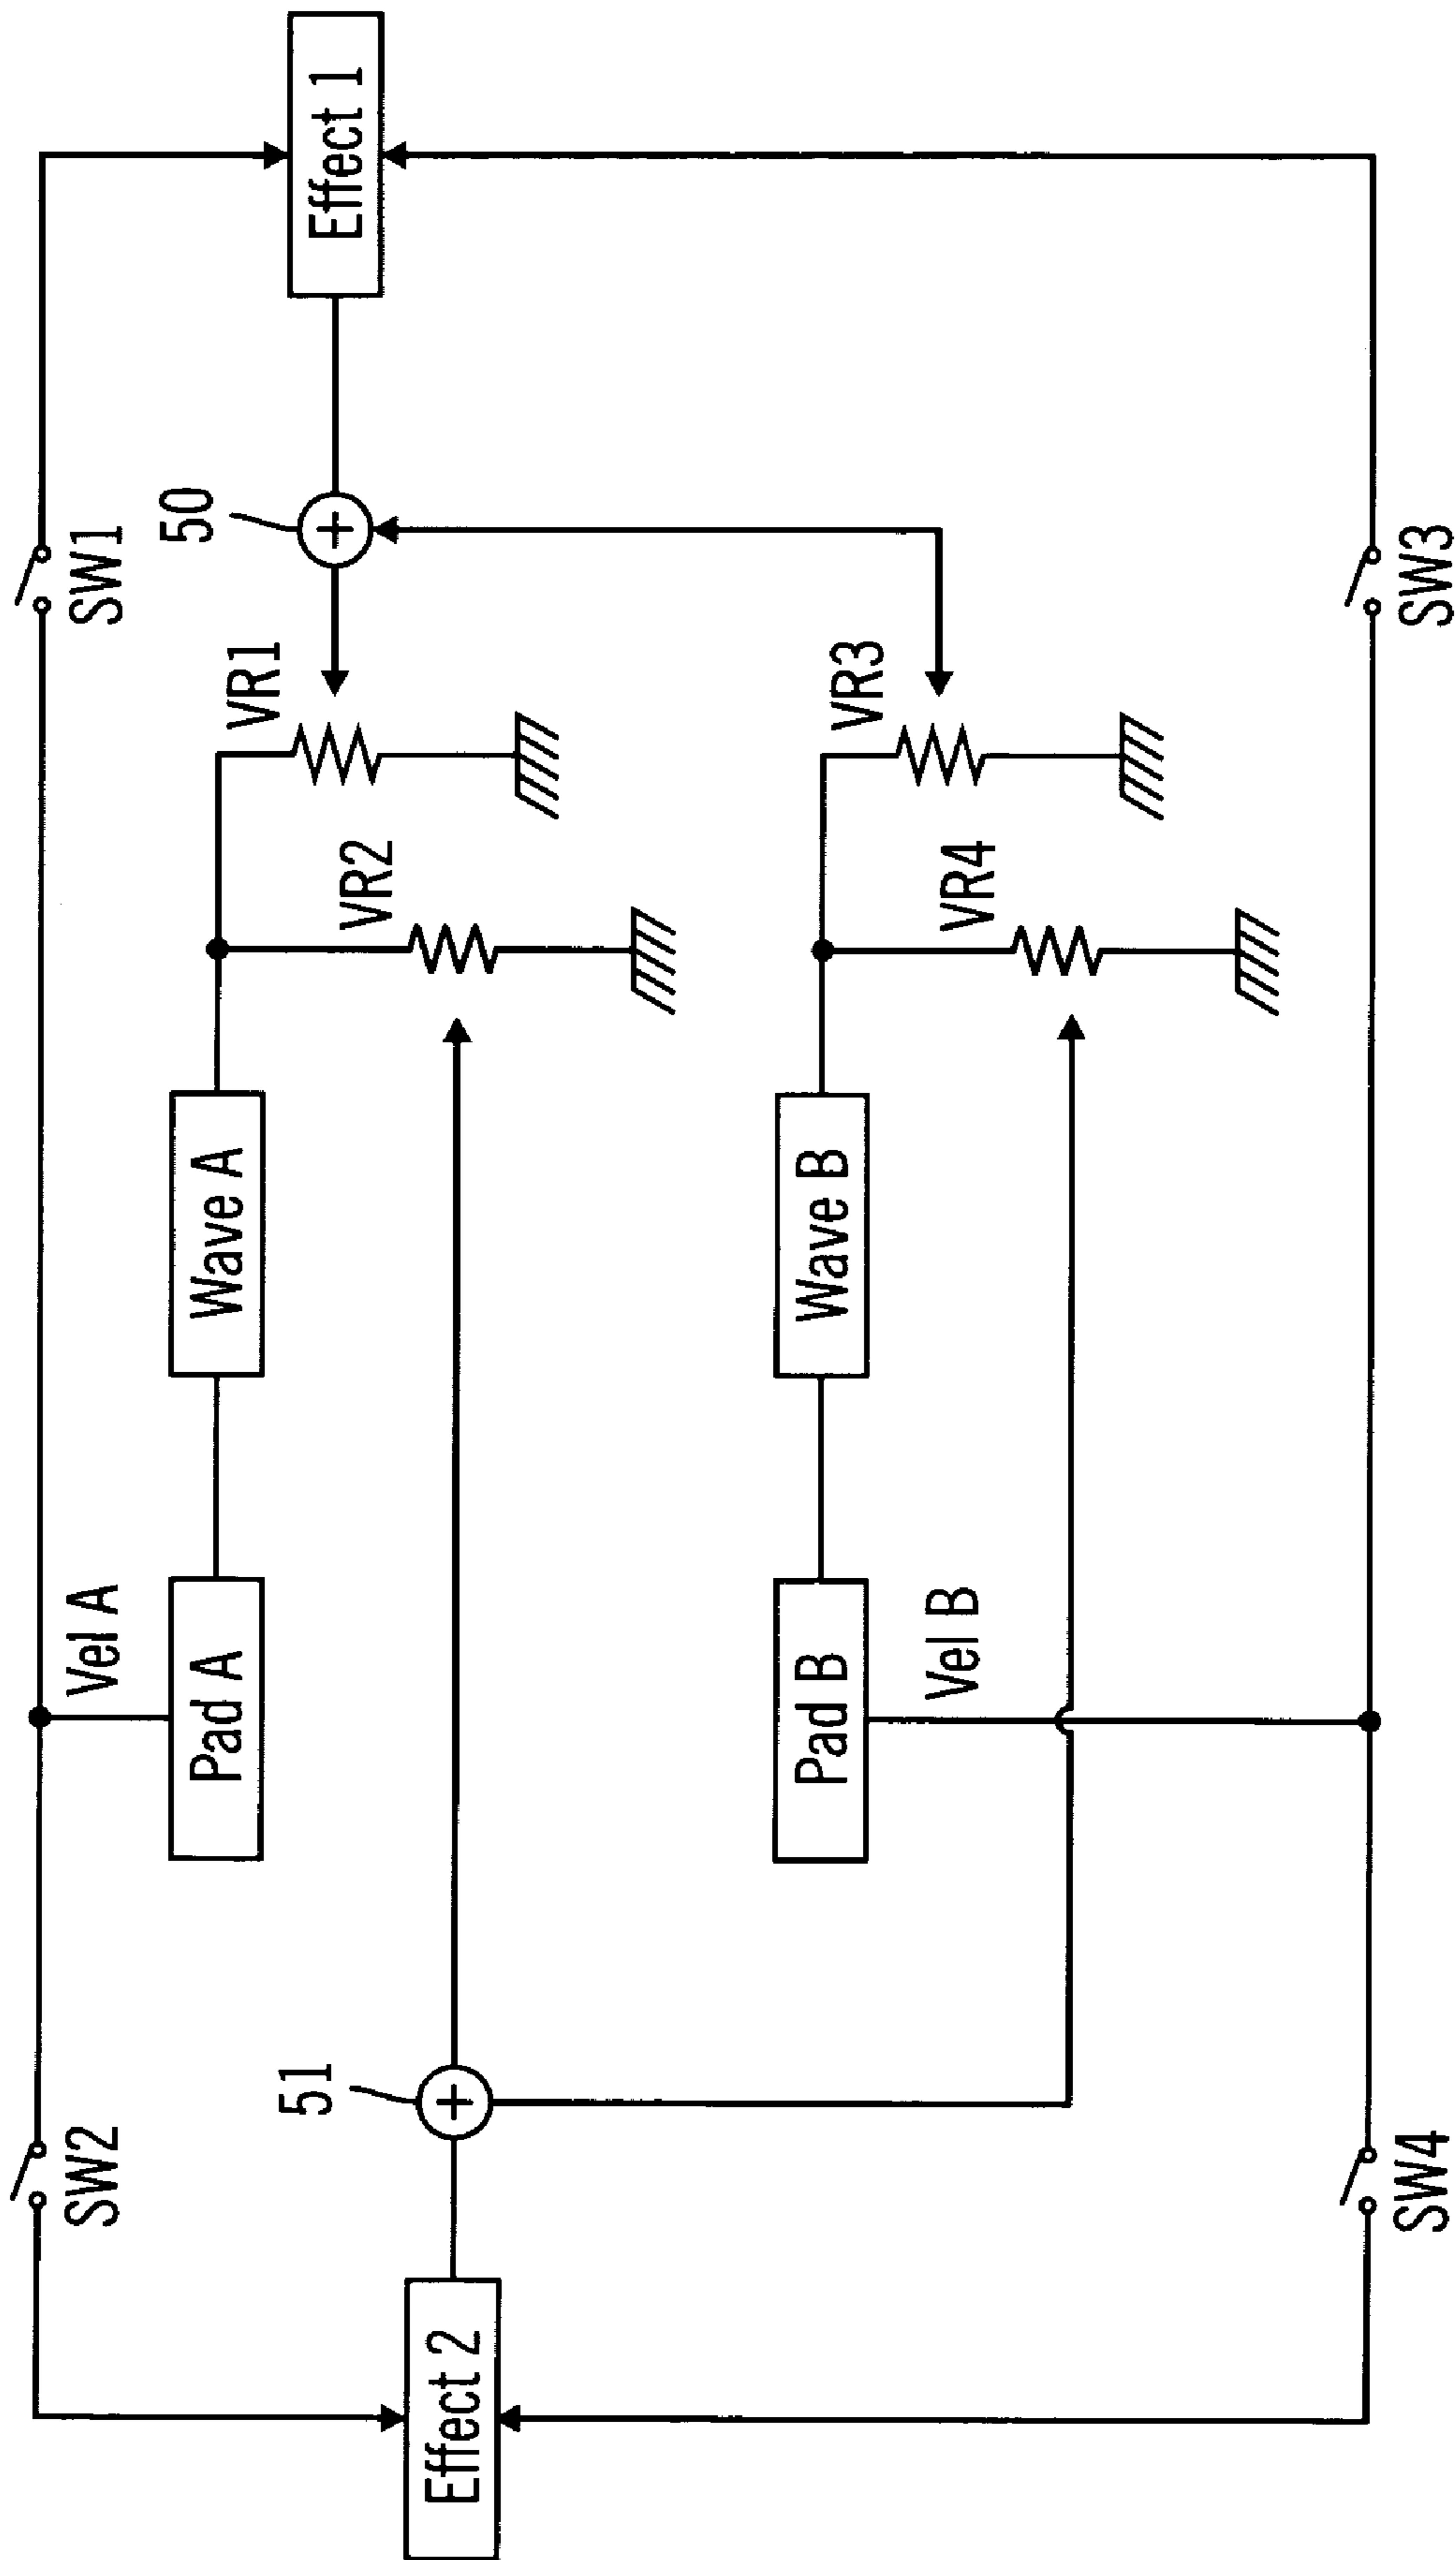 Effect 1
SW1
50
VR1
VR3
SW3
VR2
VR4
Wave A
Wave B
Vel A
Pad A
Pad B
Vel B
51
SW2
SW4
Effect 2